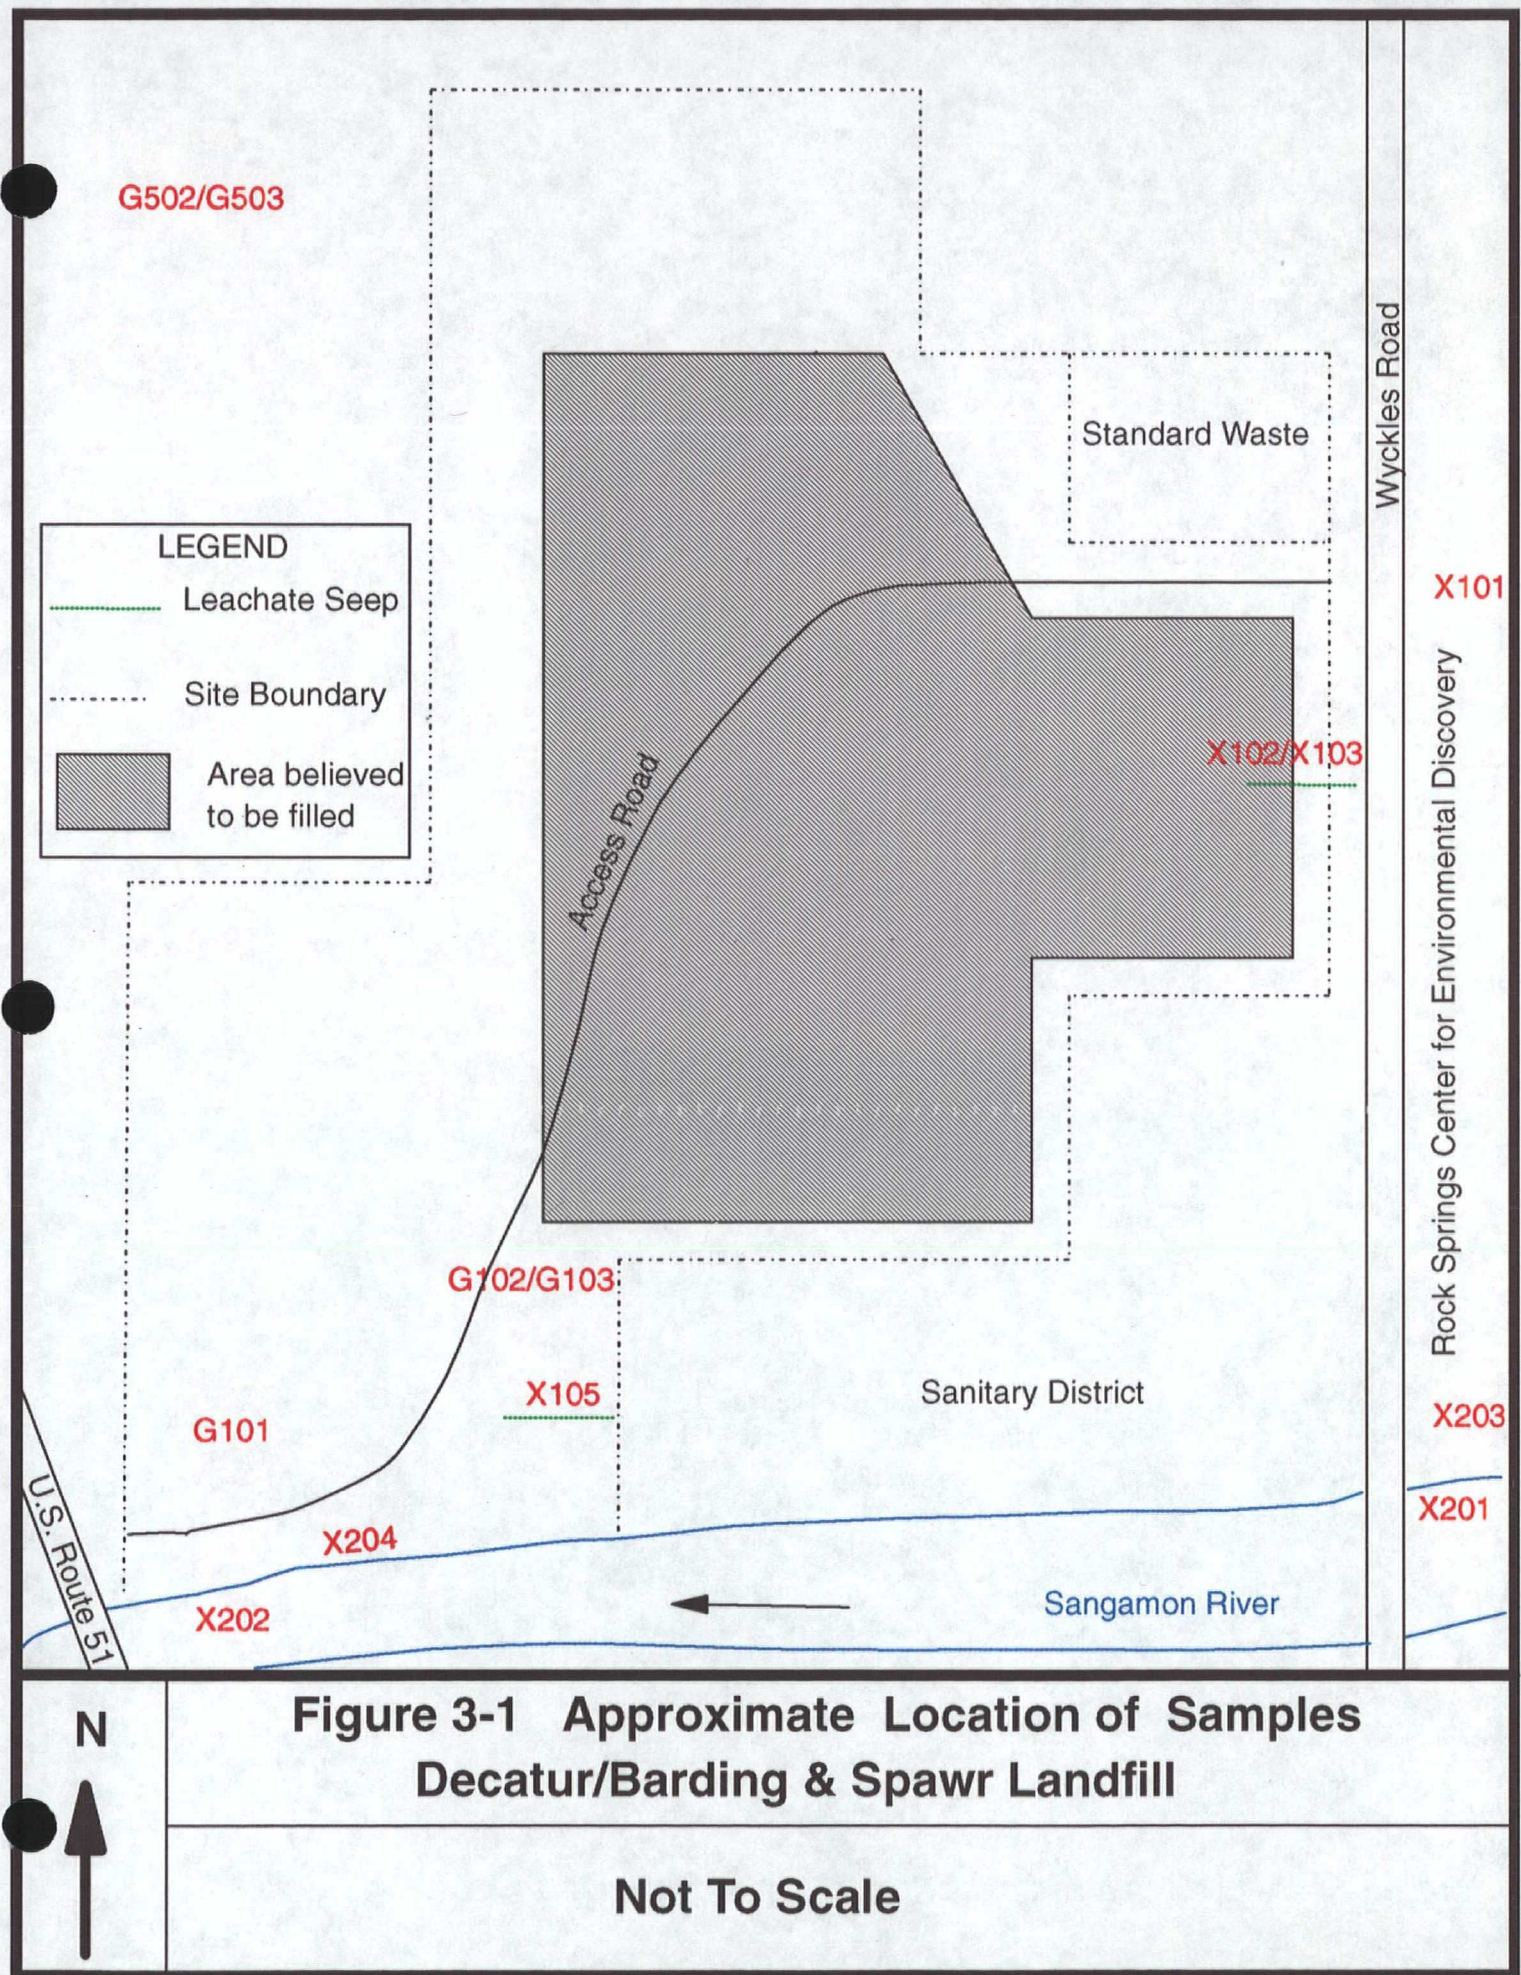 G502/G503
Standard Waste
Wyckles Road
LEGEND
Leachate Seep
Site Boundary
Area believed
to be filled
X101
X102/X103
Access Road
Rock Springs Center for Environmental Discovery
G102/G103
X105
Sanitary District
G101
X203
X201
X204
U.S. Route 51
X202
Sangamon River
N
Figure 3-1 Approximate Location of Samples
Decatur/Barding & Spawr Landfill
Not To Scale